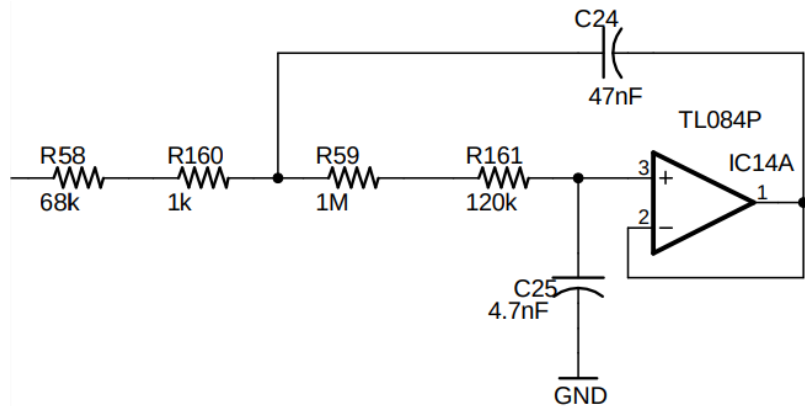 C24
47nF
TL084P
R58
R160
R59
R161
3
IC14A
+
1
68k
1k
1M
120k
2
−
C25
4.7nF
GND